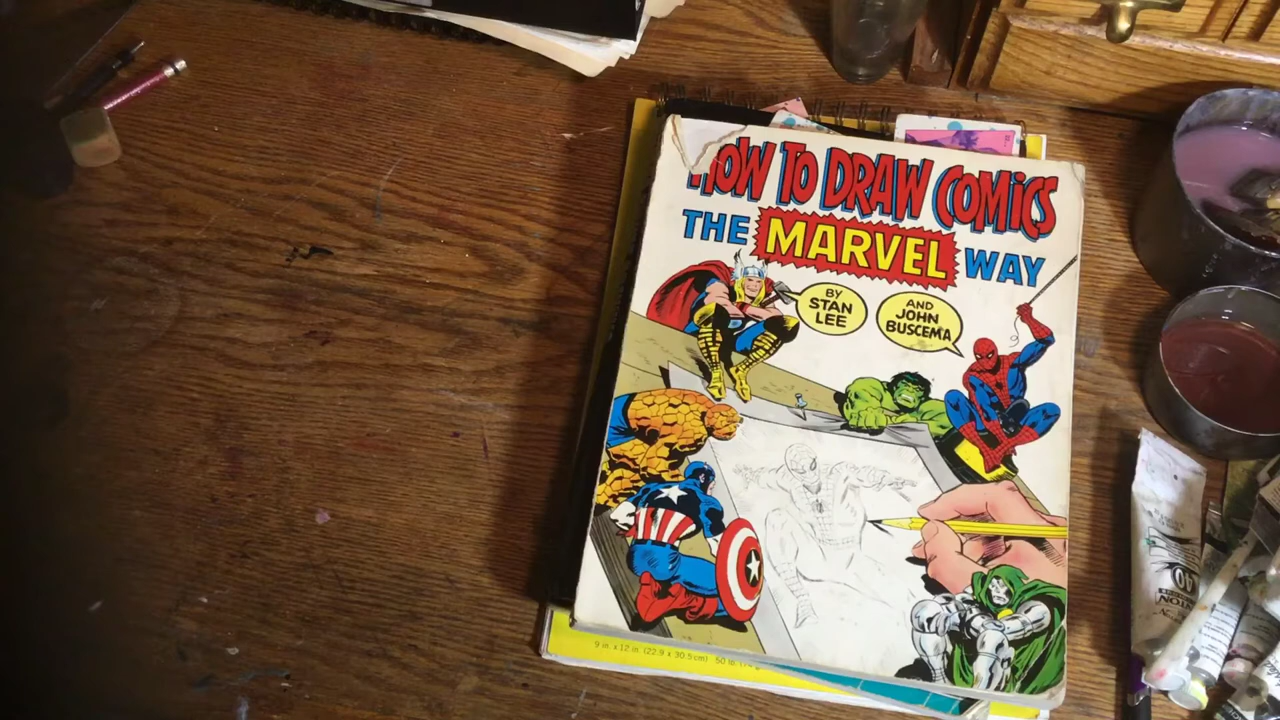 HOW TO DRAW COMICS
THE MARVEL WAY
BY
STAN
LEE
AND
JOHN
BUSCEMA
9 in. x 12 in. (22.9 x 30.5 cm) · 50 lb.
40